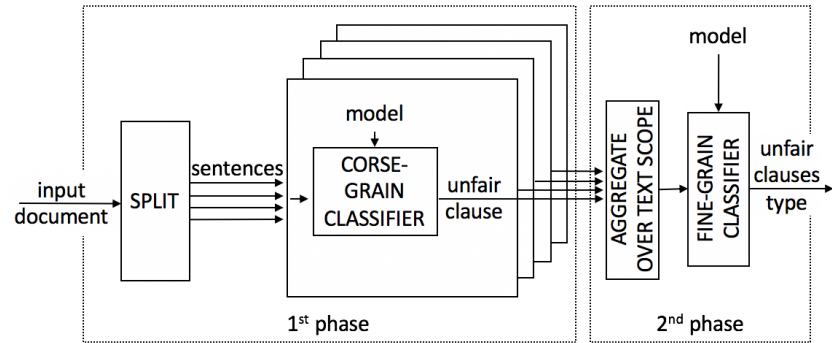 input
document
SPLIT
sentences
model
CORSE-
GRAIN
CLASSIFIER
unfair
clause
1st phase
AGGREGATE
OVER TEXT SCOPE
model
FINE-GRAIN
CLASSIFIER
unfair
clauses
type
2nd phase